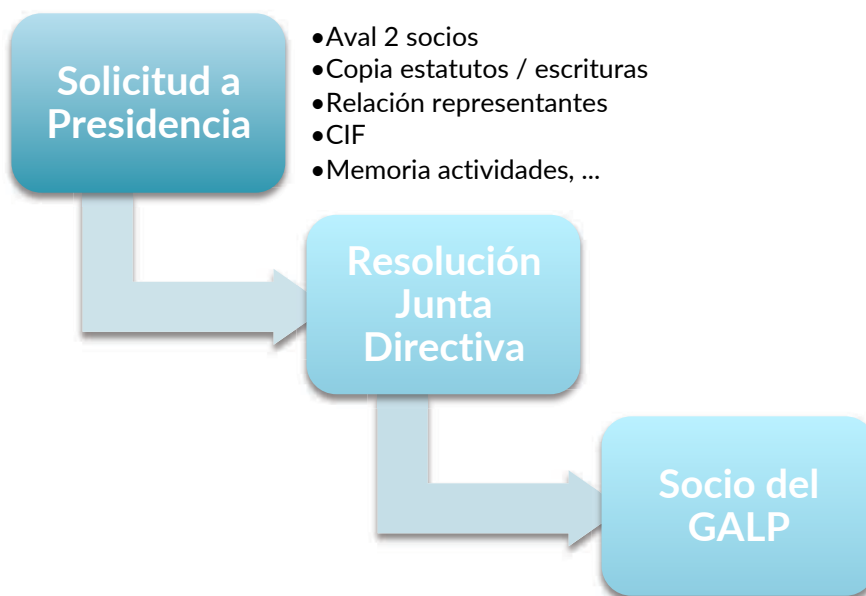 Solicitud a
Presidencia
•Aval 2 socios
•Copia estatutos / escrituras
•Relación representantes
•CIF
•Memoria actividades, ...
Resolución
Junta
Directiva
Socio del
GALP